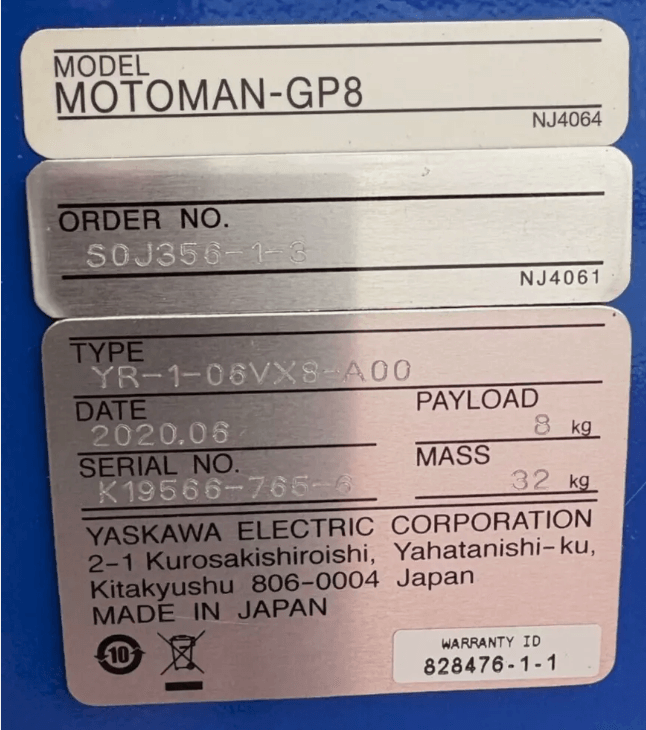 MODEL
MOTOMAN-GP8
NJ4064
ORDER NO.
S0J356-1-3
NJ4061
TYPE
YR-1-06VX8-A00
DATE
2020.06
PAYLOAD
8 kg
SERIAL NO.
K19566-765-6
MASS
32 kg
YASKAWA ELECTRIC CORPORATION
2-1 Kurosakishiroishi, Yahatanishi-ku,
Kitakyushu 806-0004 Japan
MADE IN JAPAN
10
WARRANTY ID
828476-1-1